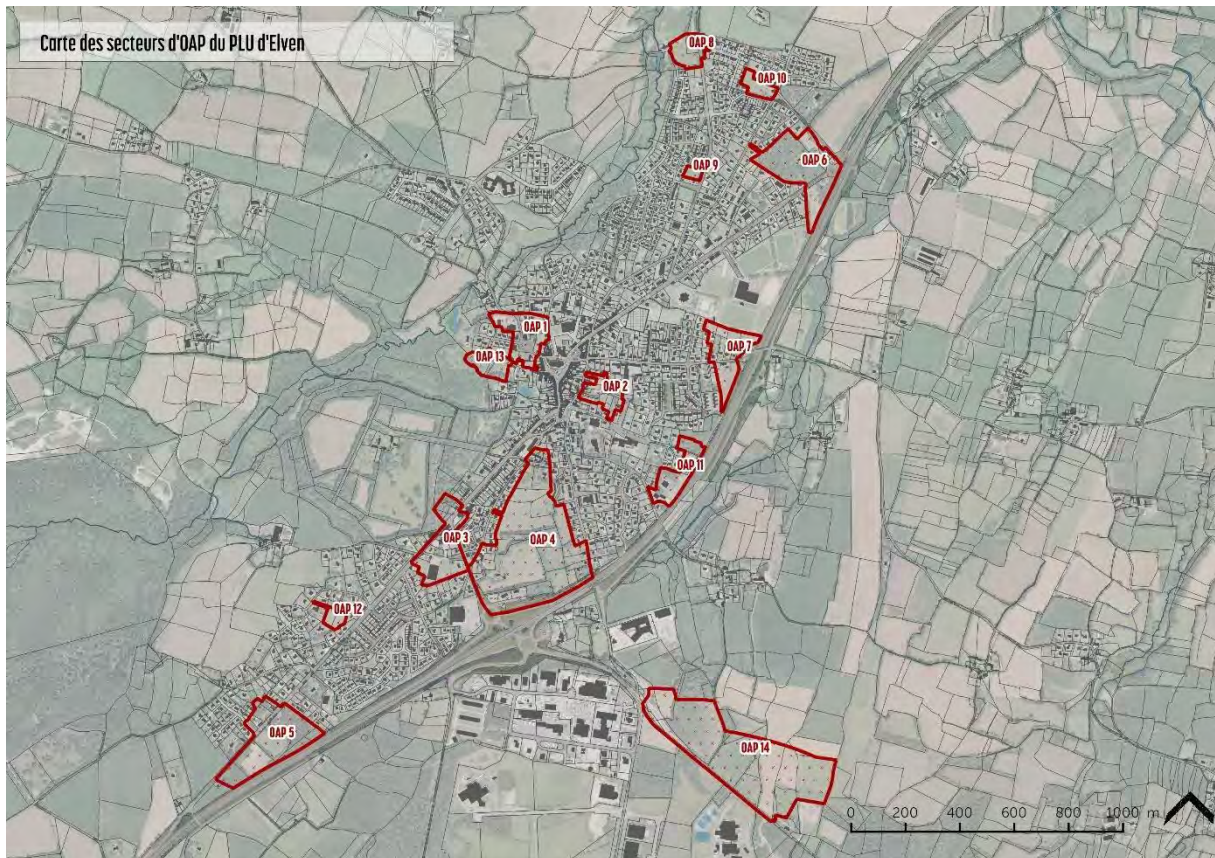 Carte des secteurs d'OAP du PLU d'Elven
OAP 8
OAP 10
OAP 6
OAP 9
OAP 1
OAP 13
OAP 7
OAP 2
OAP 11
OAP 3
OAP 4
OAP 12
OAP 5
OAP 14
0 200 400 600 800 1000 m